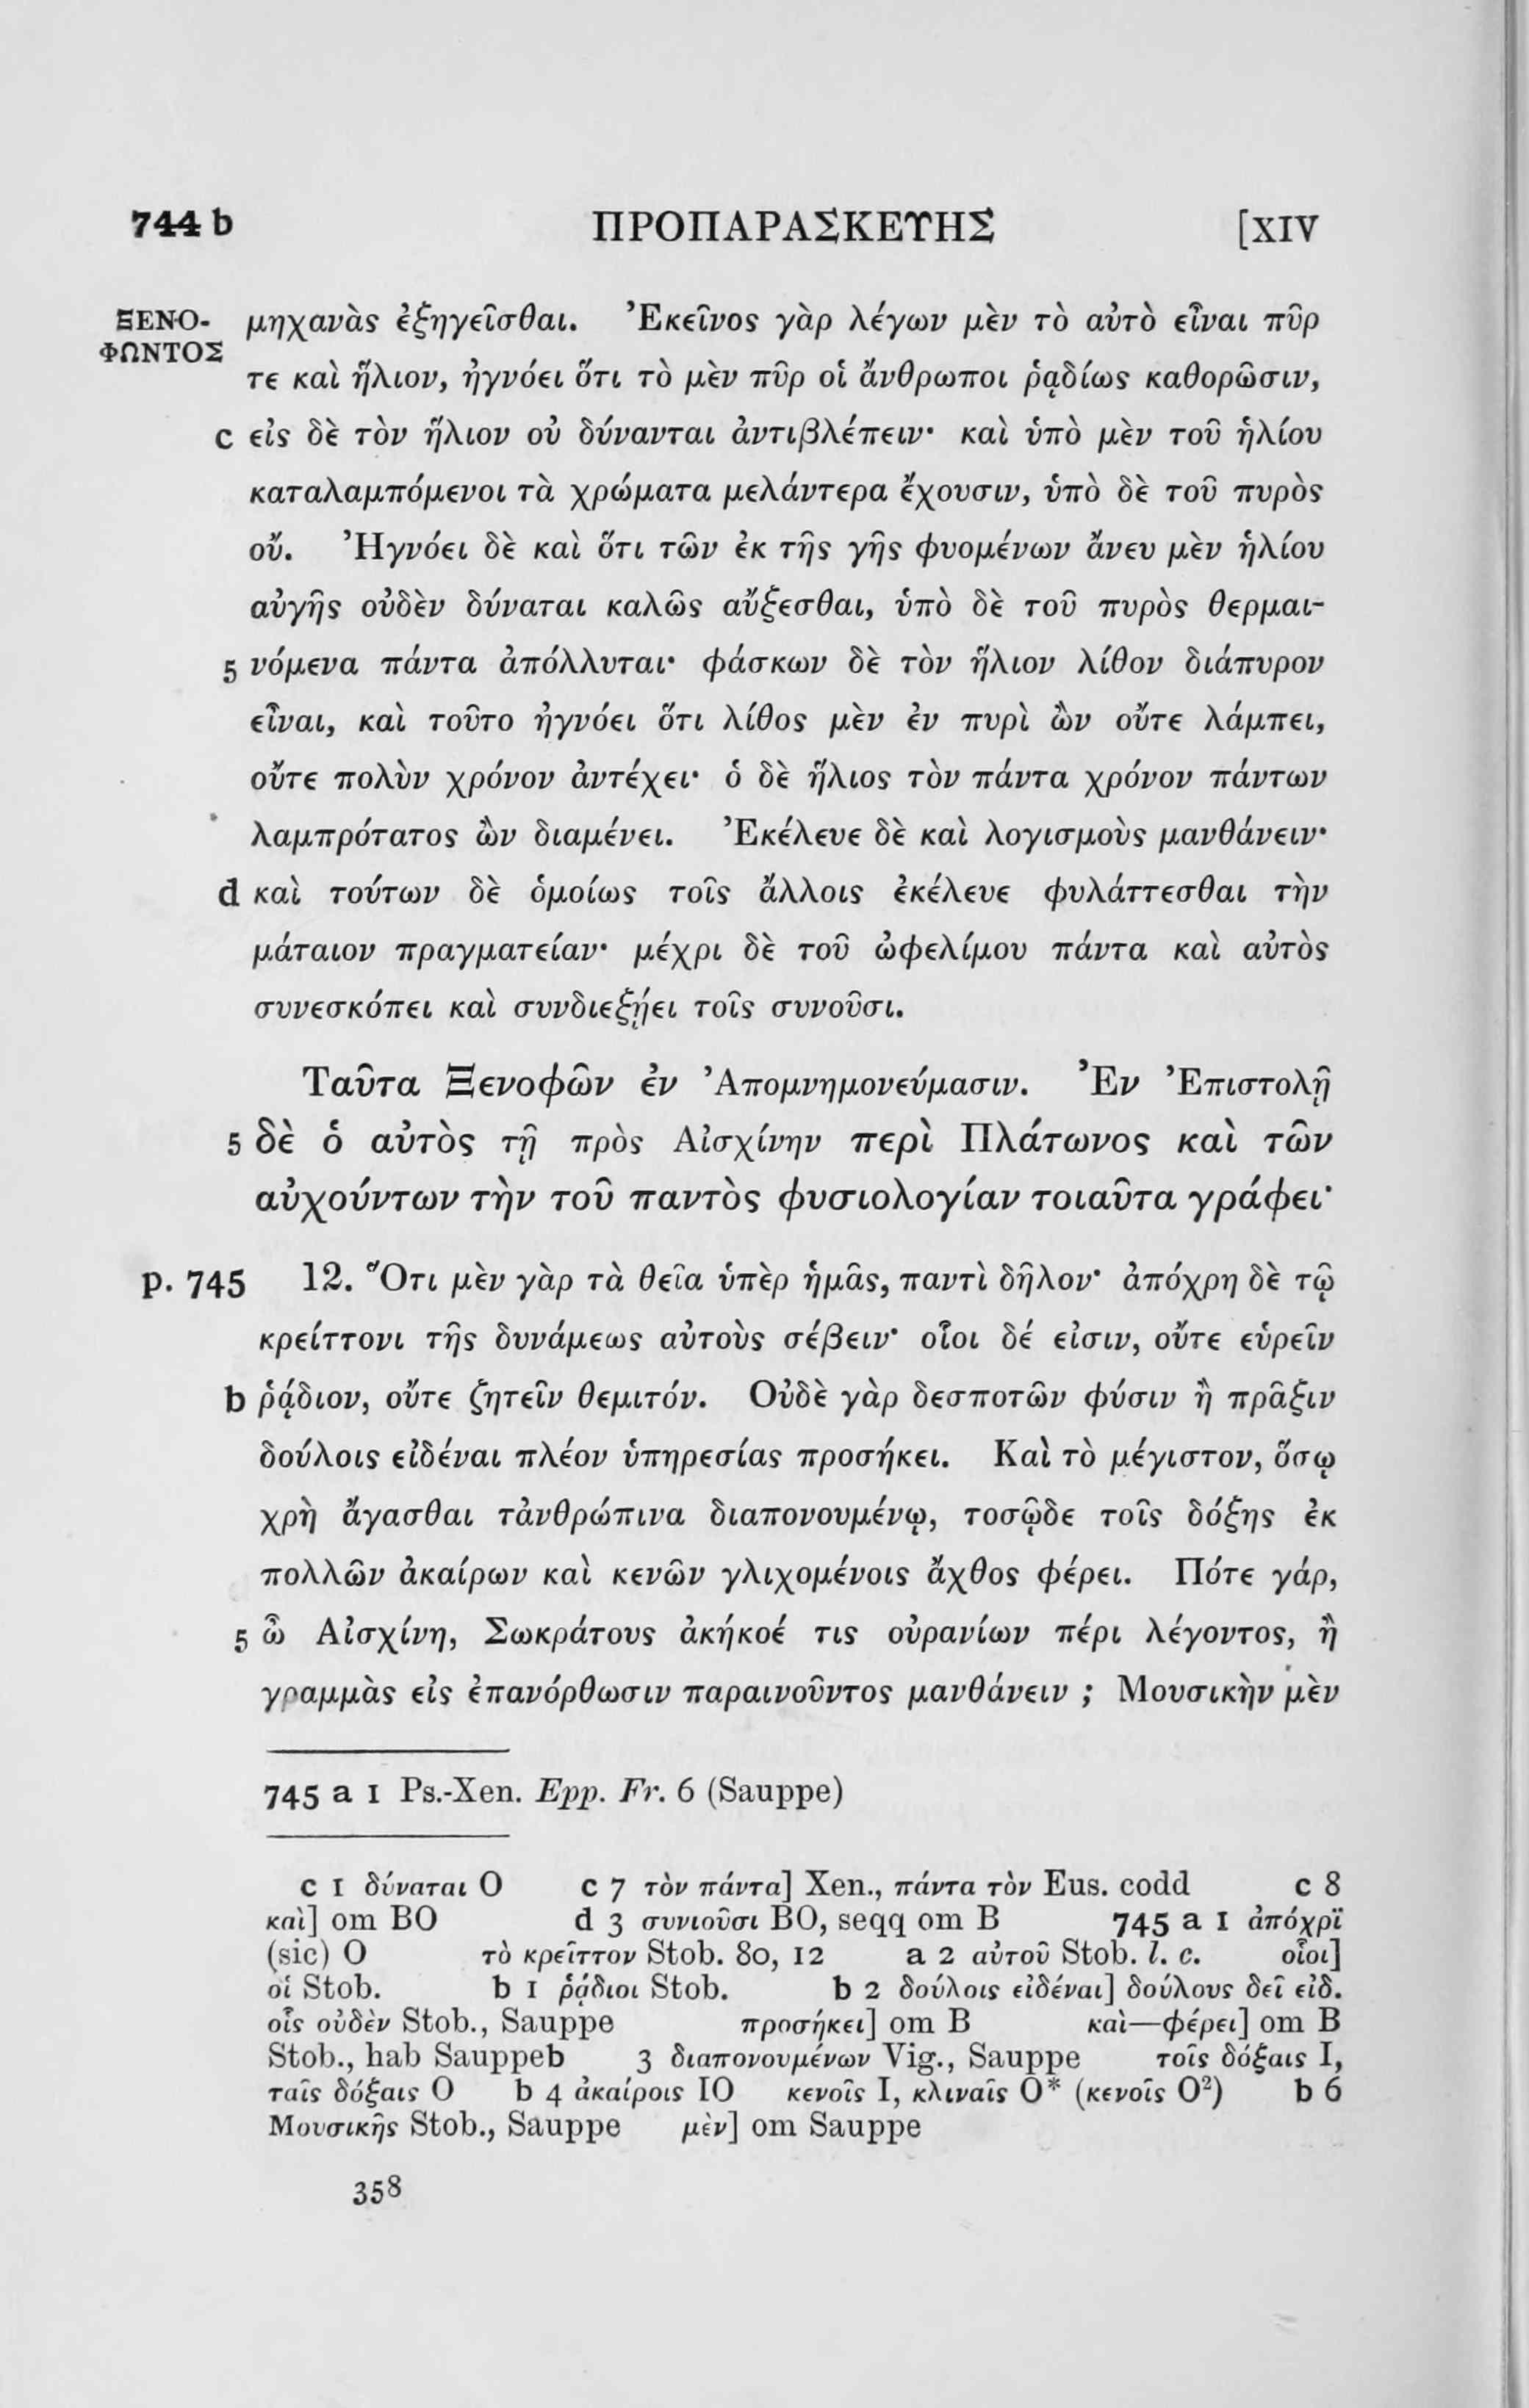 744 b ΠΡΟΠΑΡΑΣΚΕΥΗΣ [XIV
ΞΕΝΟ- μηχανὰς ἐξηγεῖσθαι. Ἐκεῖνος γὰρ λέγων μὲν τὸ αὐτὸ εἶναι πῦρ
ΦΩΝΤΟΣ τε καὶ ἥλιον, ἠγνόει ὅτι τὸ μὲν πῦρ οἱ ἄνθρωποι ῥᾳδίως καθορῶσιν,
c εἰς δὲ τὸν ἥλιον οὐ δύνανται ἀντιβλέπειν· καὶ ὑπὸ μὲν τοῦ ἡλίου
καταλαμπόμενοι τὰ χρώματα μελάντερα ἔχουσιν, ὑπὸ δὲ τοῦ πυρὸς
οὔ. Ἠγνόει δὲ καὶ ὅτι τῶν ἐκ τῆς γῆς φυομένων ἄνευ μὲν ἡλίου
αὐγῆς οὐδὲν δύναται καλῶς αὔξεσθαι, ὑπὸ δὲ τοῦ πυρὸς θερμαι-
5 νόμενα πάντα ἀπόλλυται· φάσκων δὲ τὸν ἥλιον λίθον διάπυρον
εἶναι, καὶ τοῦτο ἠγνόει ὅτι λίθος μὲν ἐν πυρὶ ὢν οὔτε λάμπει,
οὔτε πολὺν χρόνον ἀντέχει· ὁ δὲ ἥλιος τὸν πάντα χρόνον πάντων
λαμπρότατος ὢν διαμένει. Ἐκέλευε δὲ καὶ λογισμοὺς μανθάνειν·
d καὶ τούτων δὲ ὁμοίως τοῖς ἄλλοις ἐκέλευε φυλάττεσθαι τὴν
μάταιον πραγματείαν· μέχρι δὲ τοῦ ὠφελίμου πάντα καὶ αὐτὸς
συνεσκόπει καὶ συνδιεξῄει τοῖς συνοῦσι.
Ταῦτα Ξενοφῶν ἐν Ἀπομνημονεύμασιν. Ἐν Ἐπιστολῇ
5 δὲ ὁ αὐτὸς τῇ πρὸς Αἰσχίνην περὶ Πλάτωνος καὶ τῶν
αὐχούντων τὴν τοῦ παντὸς φυσιολογίαν τοιαῦτα γράφει·
p. 745 12. Ὅτι μὲν γὰρ τὰ θεῖα ὑπὲρ ἡμᾶς, παντὶ δῆλον· ἀπόχρη δὲ τῷ
κρείττονι τῆς δυνάμεως αὐτοὺς σέβειν· οἷοι δέ εἰσιν, οὔτε εὑρεῖν
b ῥᾴδιον, οὔτε ζητεῖν θεμιτόν. Οὐδὲ γὰρ δεσποτῶν φύσιν ἢ πρᾶξιν
δούλοις εἰδέναι πλέον ὑπηρεσίας προσήκει. Καὶ τὸ μέγιστον, ὅσῳ
χρὴ ἄγασθαι τἀνθρώπινα διαπονουμένῳ, τοσῷδε τοῖς δόξης ἐκ
πολλῶν ἀκαίρων καὶ κενῶν γλιχομένοις ἄχθος φέρει. Πότε γάρ,
5 ὦ Αἰσχίνη, Σωκράτους ἀκήκοέ τις οὐρανίων πέρι λέγοντος, ἢ
γραμμὰς εἰς ἐπανόρθωσιν παραινοῦντος μανθάνειν ; Μουσικὴν μὲν
745 a 1 Ps.-Xen. Epp. Fr. 6 (Sauppe)
c 1 δύναται O c 7 τὸν πάντα] Xen., πάντα τὸν Eus. codd c 8
καὶ] om BO d 3 συνιοῦσι BO, seqq om B 745 a 1 ἀπόχρϊ
(sic) O τὸ κρεῖττον Stob. 80, 12 a 2 αὐτοῦ Stob. l. c. οἷοι]
οἱ Stob. b 1 ῥᾴδιοι Stob. b 2 δούλοις εἰδέναι] δούλους δεῖ εἰδ.
οἷς οὐδὲν Stob., Sauppe προσήκει] om B καὶ—φέρει] om B
Stob., hab Sauppeb 3 διαπονουμένων Vig., Sauppe τοῖς δόξαις I,
ταῖς δόξαις O b 4 ἀκαίροις IO κενοῖς I, κλιναῖς O* (κενοῖς O²) b 6
Μουσικῆς Stob., Sauppe μὲν] om Sauppe
358